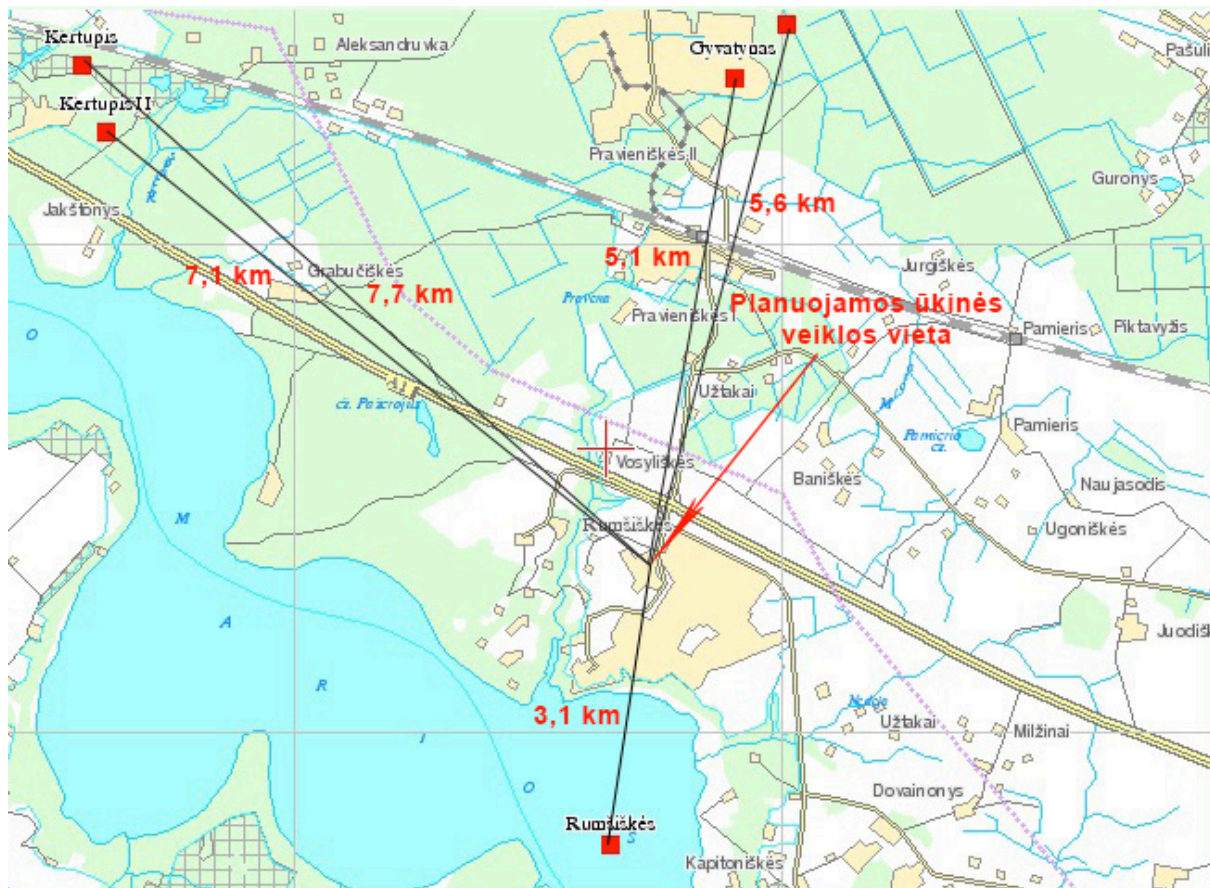 Kertupis
Aleksandruvka
Gyvatynas
Pašuli
Kertupis II
Pravieniškės II
Guronys
Jakštonys
5,6 km
7,1 km
Grabučiškės
7,7 km
5,1 km
Jurgiškės
Pravieniškės I
Planuojamos ūkinės
veiklos vieta
Pamieris
Piktavyžis
O
A1
Užtakai
M
Pamieris
Baniškės
Vosyliškės
Naujasodis
Rumšiškės
Ugoniškės
M
A
Juodišk
R
3,1 km
I
Užtakai
Milžinai
O
Dovainonys
Rumšiškės
S
Kapitoniškės